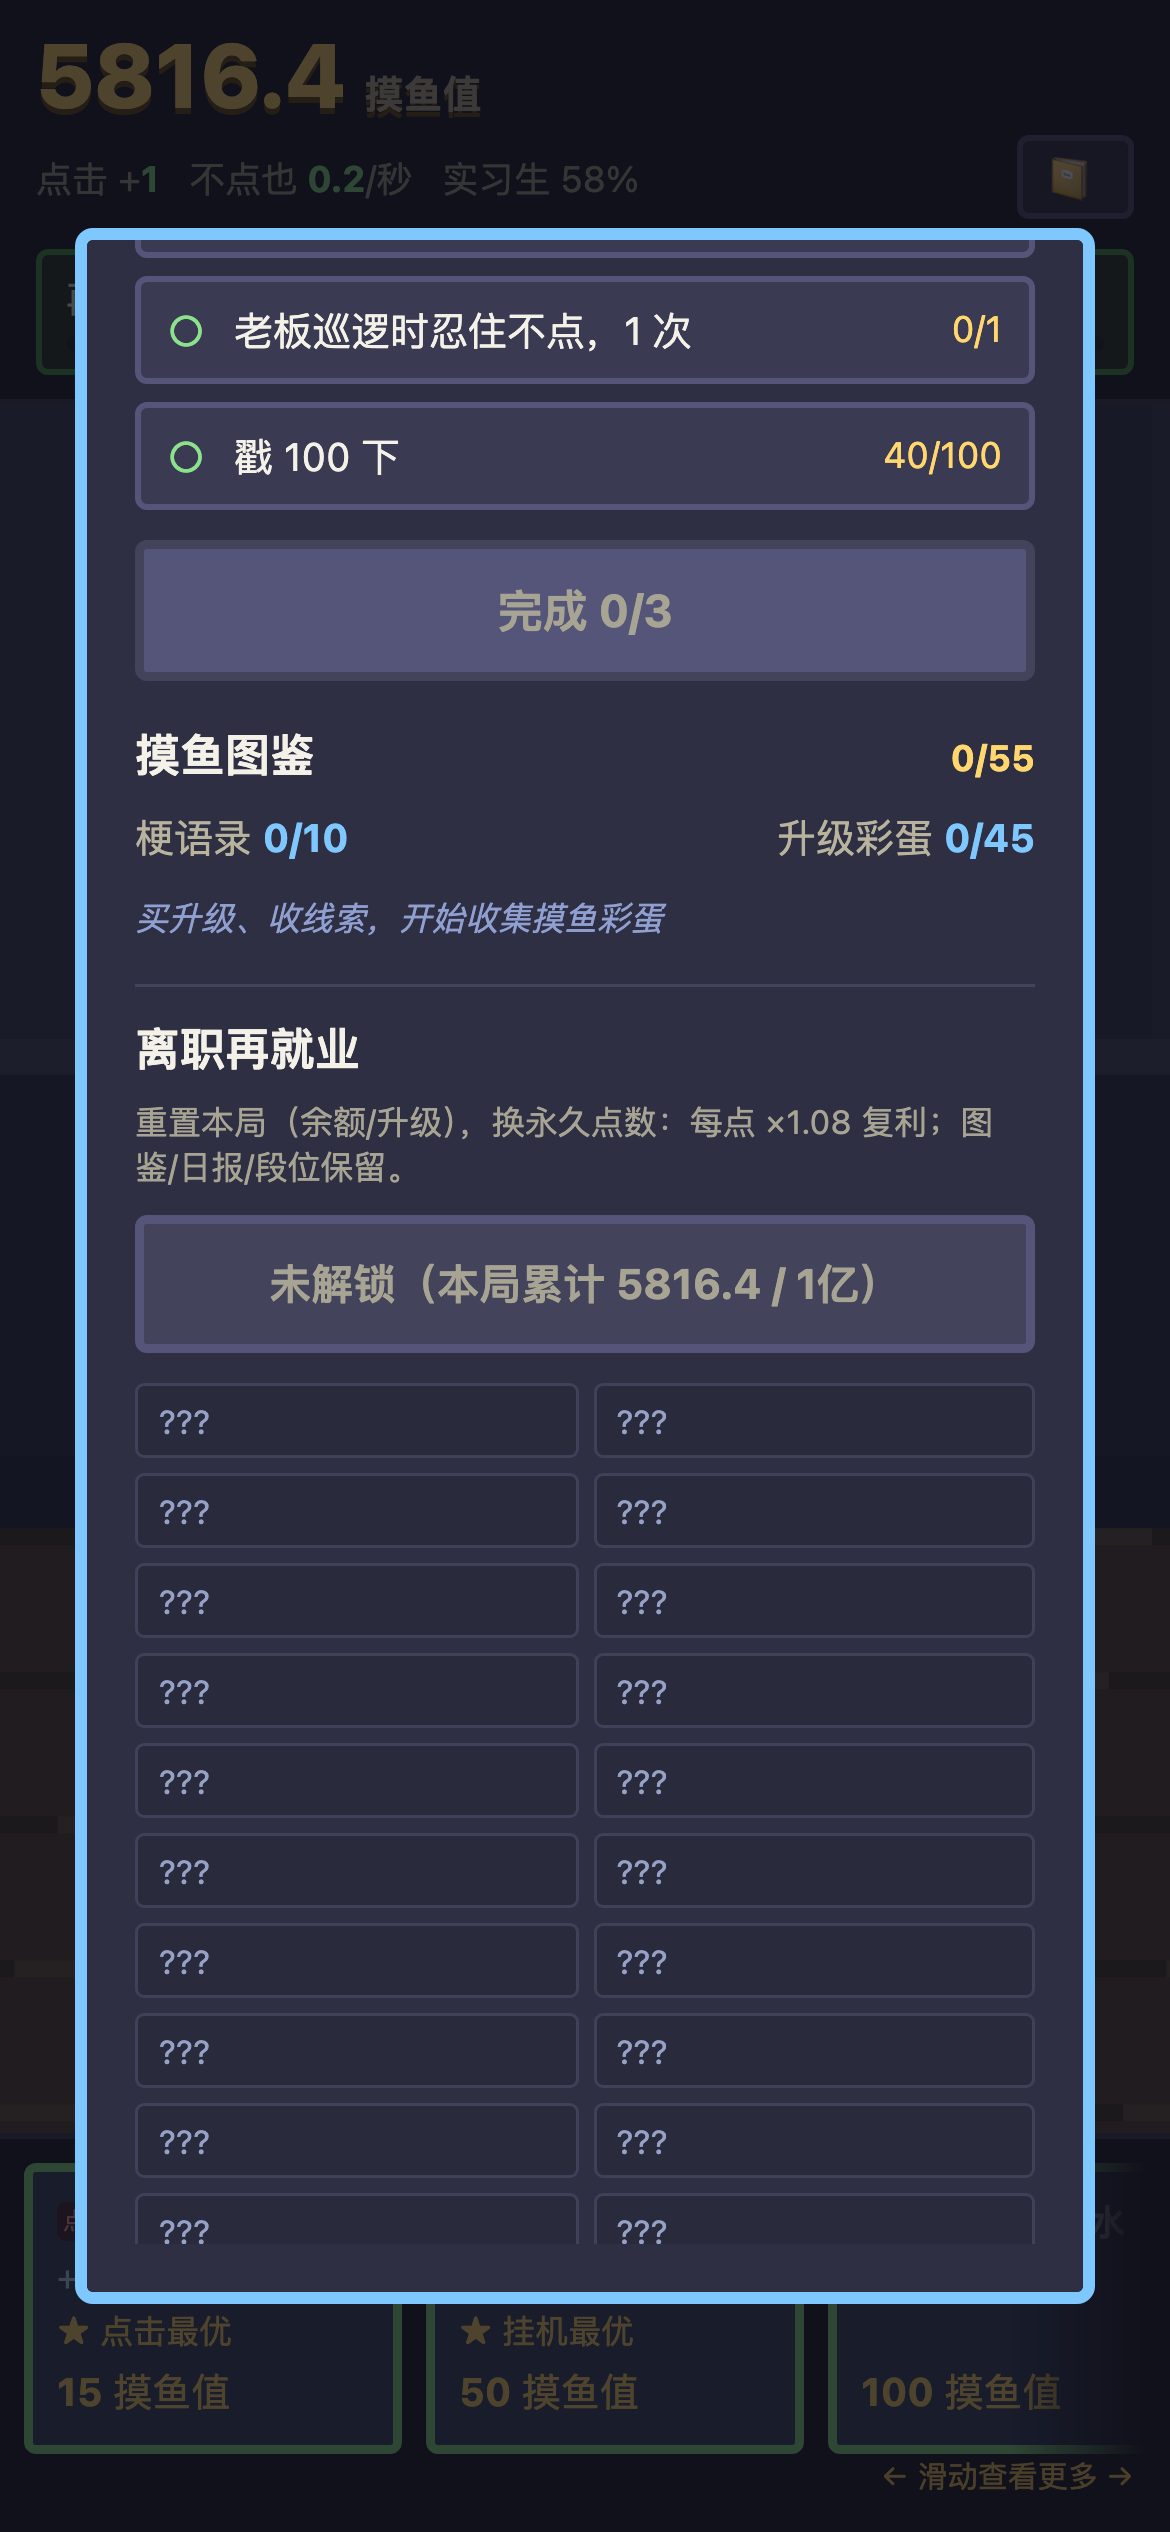 5816.4 摸鱼值
点击 +1 不点也 0.2/秒 实习生 58%
老板巡逻时忍住不点，1 次 0/1
戳 100 下 40/100
完成 0/3
摸鱼图鉴 0/55
梗语录 0/10 升级彩蛋 0/45
买升级、收线索，开始收集摸鱼彩蛋
离职再就业
重置本局（余额/升级），换永久点数：每点 ×1.08 复利；图
鉴/日报/段位保留。
未解锁（本局累计 5816.4 / 1亿）
??? ???
??? ???
??? ???
??? ???
??? ???
??? ???
??? ???
??? ???
??? ???
??? ???
水
+
★ 点击最优 ★ 挂机最优
15 摸鱼值 50 摸鱼值 100 摸鱼值
← 滑动查看更多 →